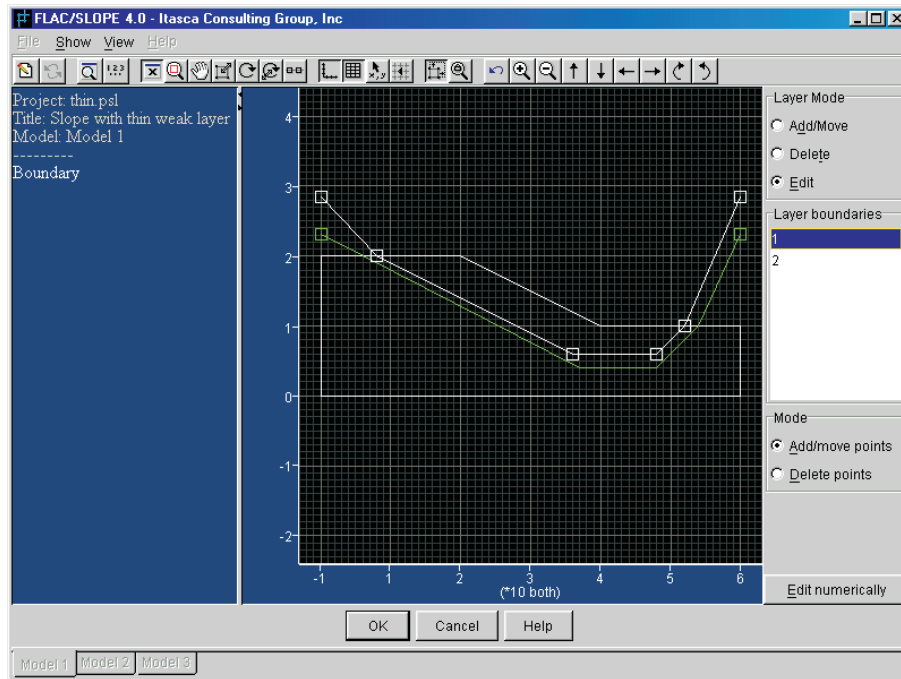 FLAC/SLOPE 4.0 - Itasca Consulting Group, Inc
File Show View Help
1 2 3
Project: thin.psl
Title: Slope with thin weak layer
Model: Model 1
---------
Boundary
4
3
2
1
0
-1
-2
-1 1 2 3 4 5 6
(*10 both)
Layer Mode
Add/Move
Delete
Edit
Layer boundaries
1
2
Mode
Add/move points
Delete points
Edit numerically
OK Cancel Help
Model 1 Model 2 Model 3